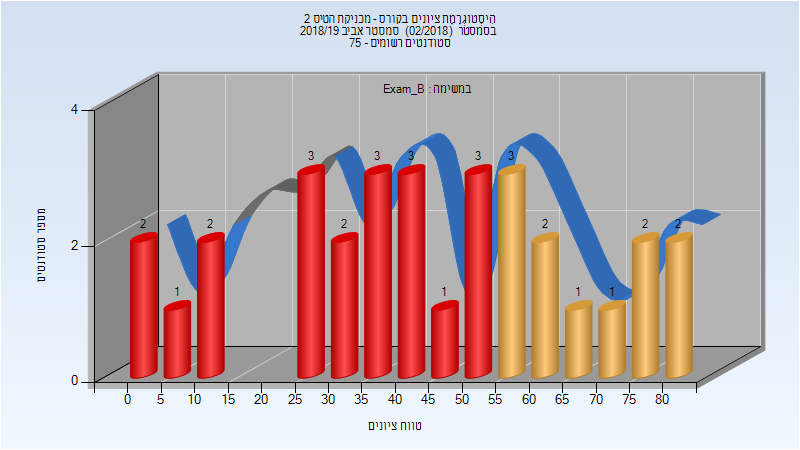 היסטוגרמת ציונים בקורס - מכניקת הטיס 2
בסמסטר (02/2018) סמסטר אביב 2018/19
סטודנטים רשומים - 75
במשימה : Exam_B
4
2
0
מספר סטודנטים
2
1
2
3
2
3
3
1
3
3
2
1
1
2
2
0 5 10 15 20 25 30 35 40 45 50 55 60 65 70 75 80
טווח ציונים